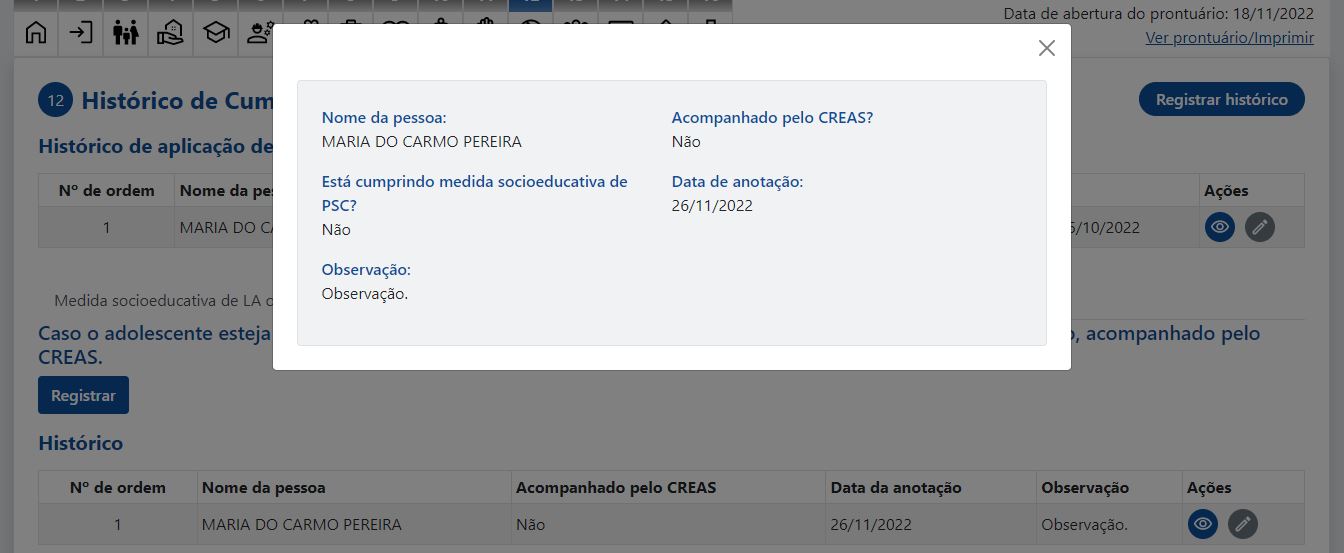 Data de abertura do prontuário: 18/11/2022
Ver prontuário/Imprimir
12 Histórico de Cum
Registrar histórico
Nome da pessoa:
MARIA DO CARMO PEREIRA
Acompanhado pelo CREAS?
Não
Está cumprindo medida socioeducativa de
PSC?
Não
Data de anotação:
26/11/2022
Observação:
Observação.
Histórico de aplicação de
Nº de ordem Nome da pes Ações
1 MARIA DO CA /10/2022
Medida socioeducativa de LA
Caso o adolescente esteja , acompanhado pelo
CREAS.
Registrar
Histórico
Nº de ordem Nome da pessoa Acompanhado pelo CREAS Data da anotação Observação Ações
1 MARIA DO CARMO PEREIRA Não 26/11/2022 Observação.